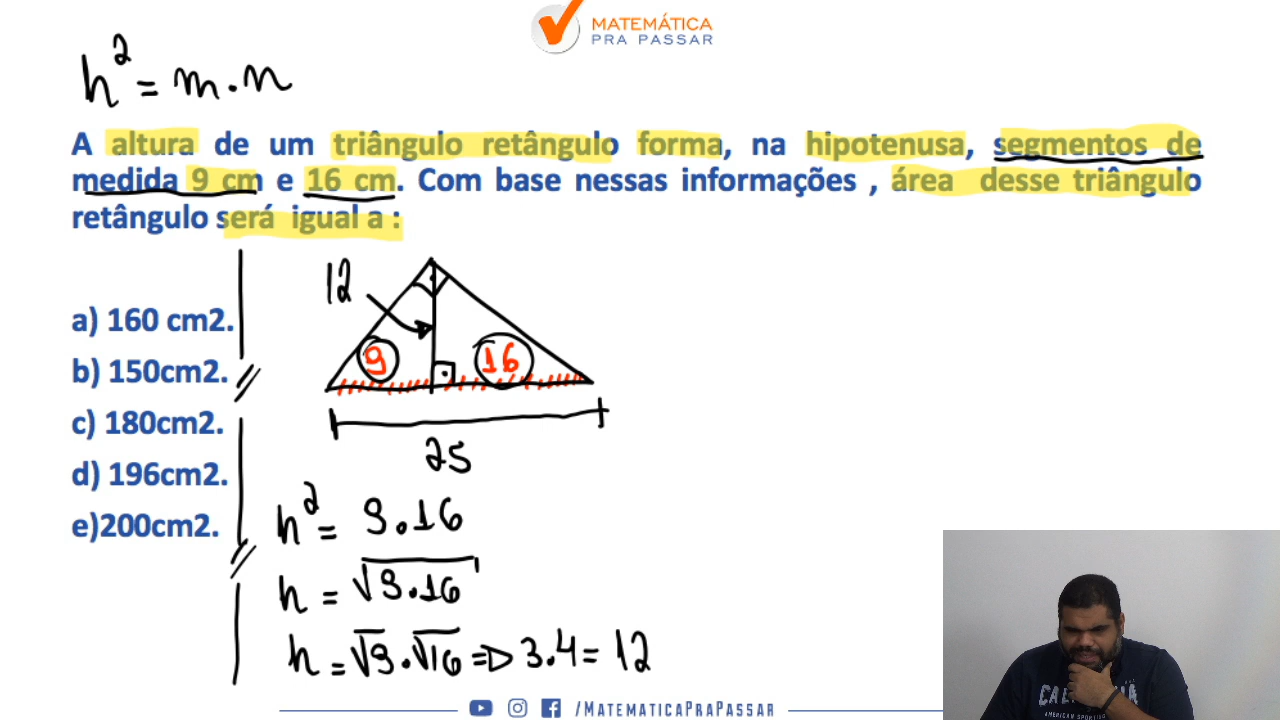 MATEMÁTICA
PRA PASSAR
h² = m.n
A altura de um triângulo retângulo forma, na hipotenusa, segmentos de
medida 9 cm e 16 cm. Com base nessas informações , área desse triângulo
retângulo será igual a :
12
a) 160 cm2.
9 16
b) 150cm2.
c) 180cm2.
25
d) 196cm2.
h² = 9.16
e)200cm2.
h = √9.16
h = √9.√16 => 3.4 = 12
AMERICAN SPORTING
/MATEMATICAPRAPASSAR